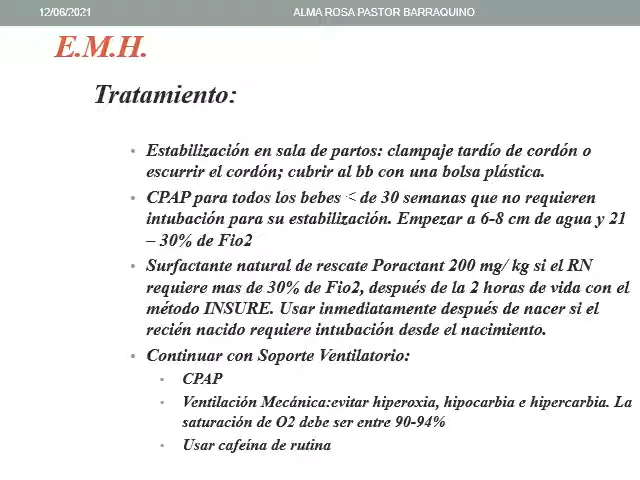 12/06/2021
ALMA ROSA PASTOR BARRAQUINO
E.M.H.
Tratamiento:
• Estabilización en sala de partos: clampaje tardío de cordón o
escurrir el cordón; cubrir al bb con una bolsa plástica.
• CPAP para todos los bebes < de 30 semanas que no requieren
intubación para su estabilización. Empezar a 6-8 cm de agua y 21
– 30% de Fio2
• Surfactante natural de rescate Poractant 200 mg/ kg si el RN
requiere mas de 30% de Fio2, después de la 2 horas de vida con el
método INSURE. Usar inmediatamente después de nacer si el
recién nacido requiere intubación desde el nacimiento.
• Continuar con Soporte Ventilatorio:
• CPAP
• Ventilación Mecánica:evitar hiperoxia, hipocarbia e hipercarbia. La
saturación de O2 debe ser entre 90-94%
• Usar cafeína de rutina